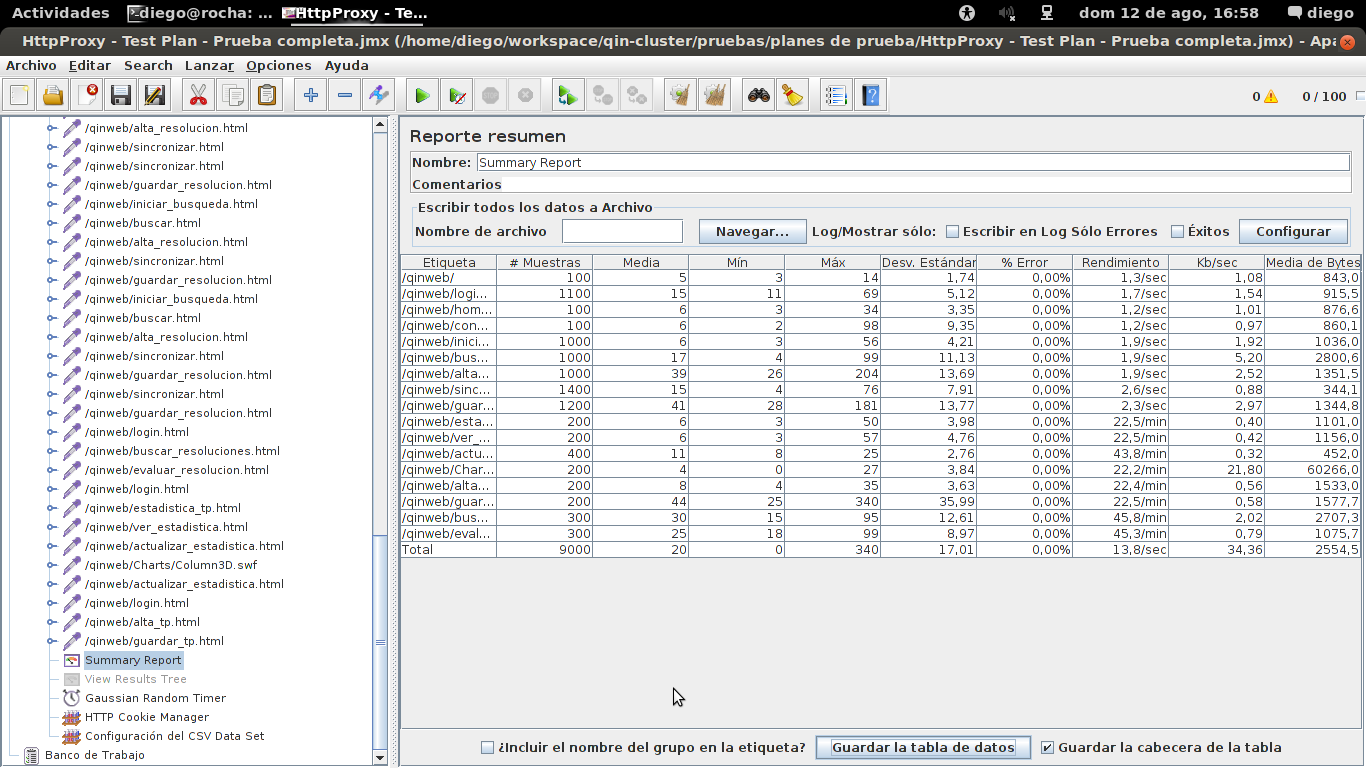 Actividades diego@rocha: ... HttpProxy - Te... dom 12 de ago, 16:58 diego
HttpProxy - Test Plan - Prueba completa.jmx (/home/diego/workspace/qin-cluster/pruebas/planes de prueba/HttpProxy - Test Plan - Prueba completa.jmx) - Apa
Archivo Editar Search Lanzar Opciones Ayuda
0 0 / 100
/qinweb/alta_resolucion.html
/qinweb/sincronizar.html
/qinweb/sincronizar.html
/qinweb/guardar_resolucion.html
/qinweb/iniciar_busqueda.html
/qinweb/buscar.html
/qinweb/alta_resolucion.html
/qinweb/sincronizar.html
/qinweb/guardar_resolucion.html
/qinweb/iniciar_busqueda.html
/qinweb/buscar.html
/qinweb/alta_resolucion.html
/qinweb/sincronizar.html
/qinweb/guardar_resolucion.html
/qinweb/sincronizar.html
/qinweb/guardar_resolucion.html
/qinweb/login.html
/qinweb/buscar_resoluciones.html
/qinweb/evaluar_resolucion.html
/qinweb/login.html
/qinweb/estadistica_tp.html
/qinweb/ver_estadistica.html
/qinweb/actualizar_estadistica.html
/qinweb/Charts/Column3D.swf
/qinweb/actualizar_estadistica.html
/qinweb/login.html
/qinweb/alta_tp.html
/qinweb/guardar_tp.html
Summary Report
View Results Tree
Gaussian Random Timer
HTTP Cookie Manager
Configuración del CSV Data Set
Banco de Trabajo
Reporte resumen
Nombre: Summary Report
Comentarios
Escribir todos los datos a Archivo
Nombre de archivo Navegar... Log/Mostrar sólo: Escribir en Log Sólo Errores Éxitos Configurar
Etiqueta # Muestras Media Mín Máx Desv. Estándar % Error Rendimiento Kb/sec Media de Bytes
/qinweb/ 100 5 3 14 1,74 0,00% 1,3/sec 1,08 843,0
/qinweb/logi... 1100 15 11 69 5,12 0,00% 1,7/sec 1,54 915,5
/qinweb/hom... 100 6 3 34 3,35 0,00% 1,2/sec 1,01 876,6
/qinweb/con... 100 6 2 98 9,35 0,00% 1,2/sec 0,97 860,1
/qinweb/inici... 1000 6 3 56 4,21 0,00% 1,9/sec 1,92 1036,0
/qinweb/bus... 1000 17 4 99 11,13 0,00% 1,9/sec 5,20 2800,6
/qinweb/alta... 1000 39 26 204 13,69 0,00% 1,9/sec 2,52 1351,5
/qinweb/sinc... 1400 15 4 76 7,91 0,00% 2,6/sec 0,88 344,1
/qinweb/guar... 1200 41 28 181 13,77 0,00% 2,3/sec 2,97 1344,8
/qinweb/esta... 200 6 3 50 3,98 0,00% 22,5/min 0,40 1101,0
/qinweb/ver_... 200 6 3 57 4,76 0,00% 22,5/min 0,42 1156,0
/qinweb/actu... 400 11 8 25 2,76 0,00% 43,8/min 0,32 452,0
/qinweb/Char... 200 4 0 27 3,84 0,00% 22,2/min 21,80 60266,0
/qinweb/alta... 200 8 4 35 3,63 0,00% 22,4/min 0,56 1533,0
/qinweb/guar... 200 44 25 340 35,99 0,00% 22,5/min 0,58 1577,7
/qinweb/bus... 300 30 15 95 12,61 0,00% 45,8/min 2,02 2707,3
/qinweb/eval... 300 25 18 99 8,97 0,00% 45,3/min 0,79 1075,7
Total 9000 20 0 340 17,01 0,00% 13,8/sec 34,36 2554,5
¿Incluir el nombre del grupo en la etiqueta? Guardar la tabla de datos Guardar la cabecera de la tabla